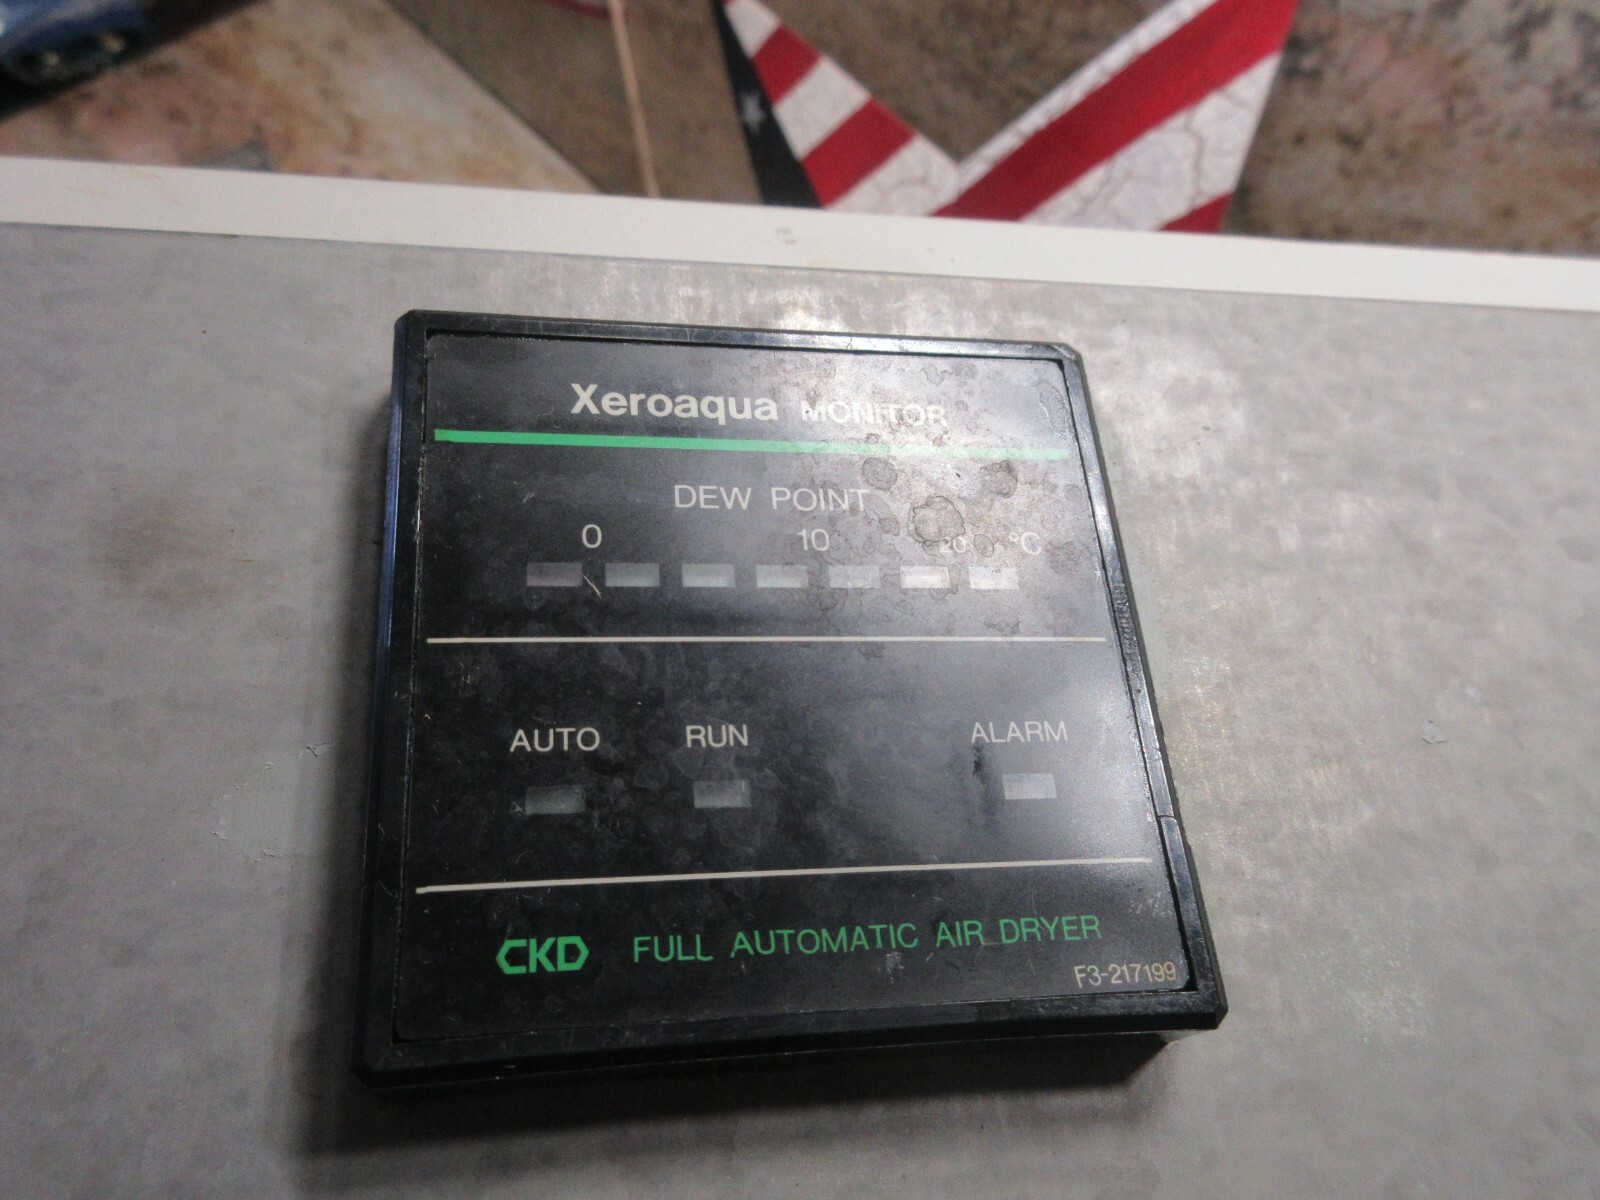 Xeroaqua MONITOR
DEW POINT
0 10 20 °C
AUTO RUN ALARM
CKD FULL AUTOMATIC AIR DRYER
F3-217199